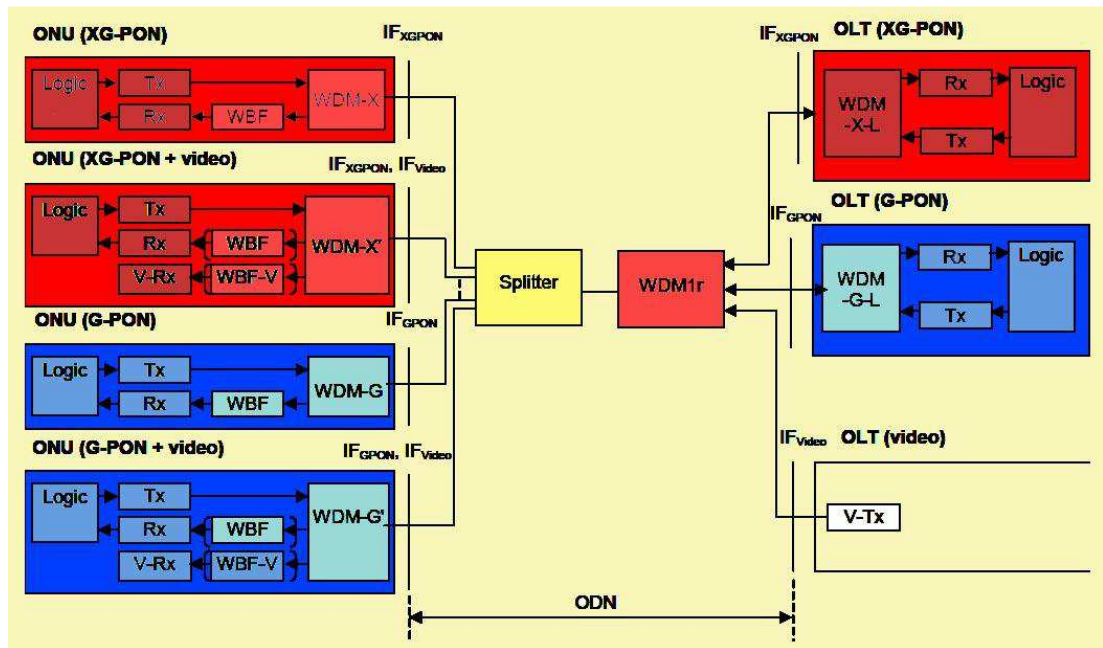 ONU (XG-PON)
IFXGPON
Logic
Tx
Rx
WBF
WDM-X
ONU (XG-PON + video)
IFXGPON, IFVideo
Logic
Tx
Rx
WBF
V-Rx
WBF-V
WDM-X'
ONU (G-PON)
IFGPON
Logic
Tx
Rx
WBF
WDM-G
ONU (G-PON + video)
IFGPON, IFVideo
Logic
Tx
Rx
WBF
V-Rx
WBF-V
WDM-G'
Splitter
WDM1r
ODN
IFXGPON
OLT (XG-PON)
WDM
-X-L
Rx
Tx
Logic
IFGPON
OLT (G-PON)
WDM
-G-L
Rx
Tx
Logic
IFVideo
OLT (video)
V-Tx